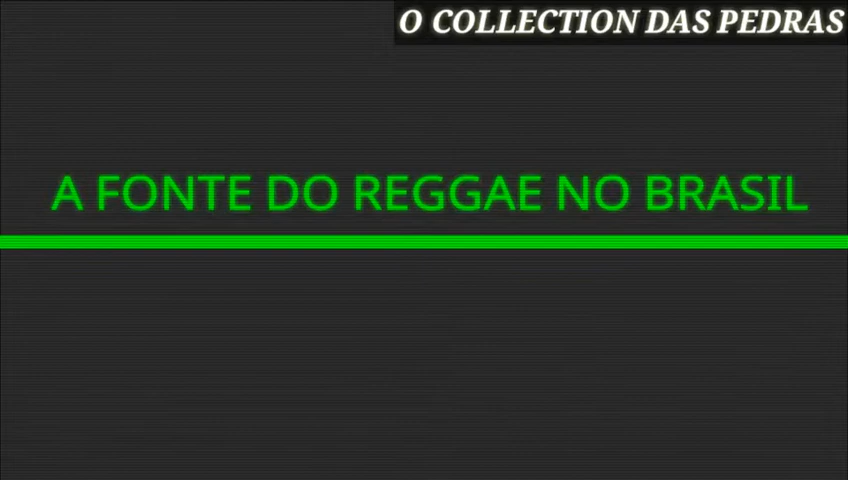 O COLLECTION DAS PEDRAS
A FONTE DO REGGAE NO BRASIL